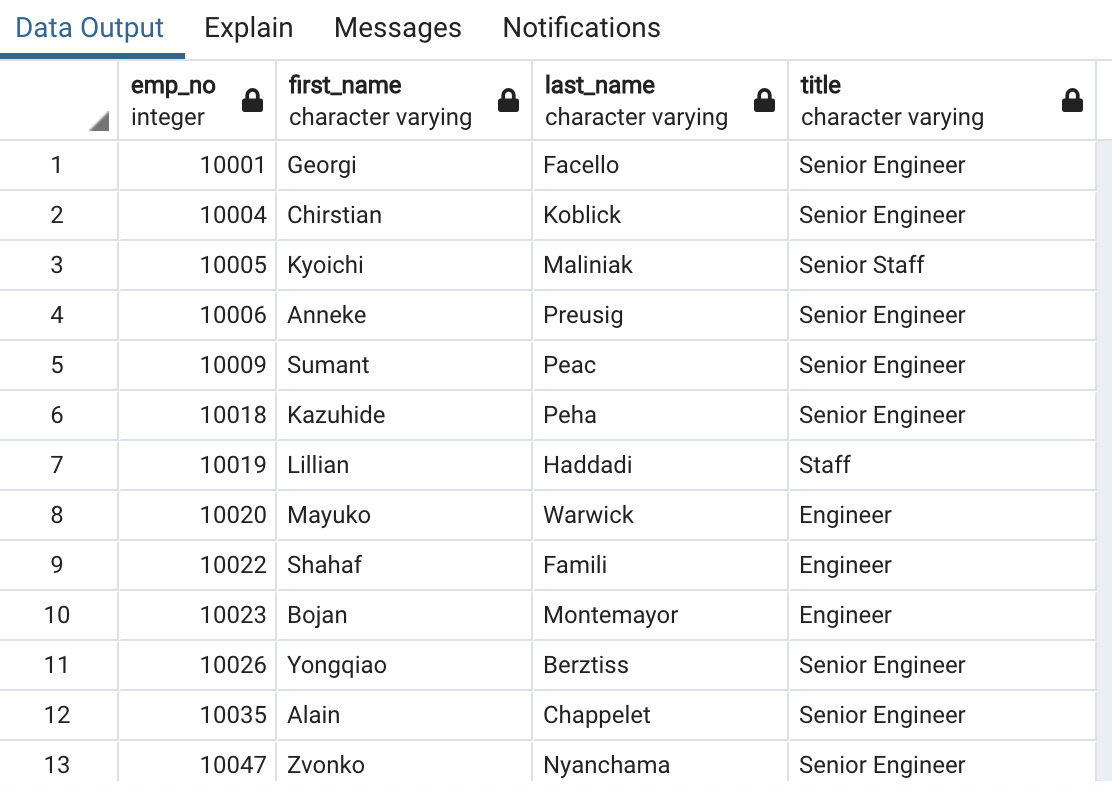 Data Output Explain Messages Notifications
emp_no first_name last_name title
integer character varying character varying character varying
1 10001 Georgi Facello Senior Engineer
2 10004 Chirstian Koblick Senior Engineer
3 10005 Kyoichi Maliniak Senior Staff
4 10006 Anneke Preusig Senior Engineer
5 10009 Sumant Peac Senior Engineer
6 10018 Kazuhide Peha Senior Engineer
7 10019 Lillian Haddadi Staff
8 10020 Mayuko Warwick Engineer
9 10022 Shahaf Famili Engineer
10 10023 Bojan Montemayor Engineer
11 10026 Yongqiao Berztiss Senior Engineer
12 10035 Alain Chappelet Senior Engineer
13 10047 Zvonko Nyanchama Senior Engineer